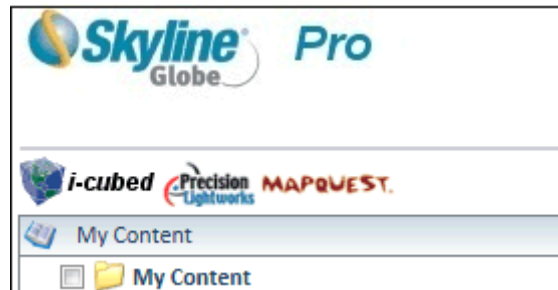 Skyline Pro
Globe
i-cubed Precision Lightworks MAPQUEST.
My Content
My Content